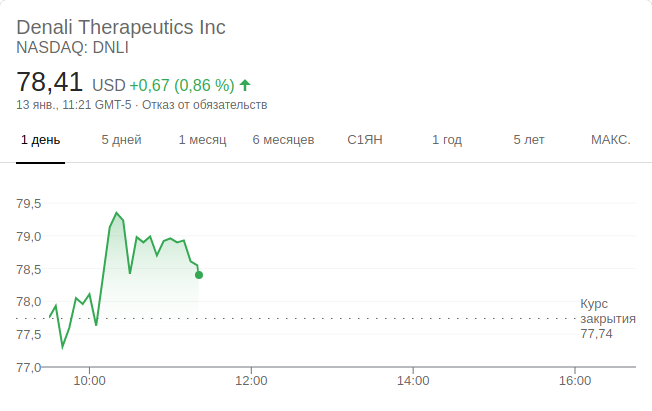 Denali Therapeutics Inc
NASDAQ: DNLI
78,41 USD +0,67 (0,86 %)
13 янв., 11:21 GMT-5 · Отказ от обязательств
1 день 5 дней 1 месяц 6 месяцев С1ЯН 1 год 5 лет МАКС.
79,5
79,0
78,5
78,0
77,5
77,0
Курс
закрытия
77,74
10:00 12:00 14:00 16:00